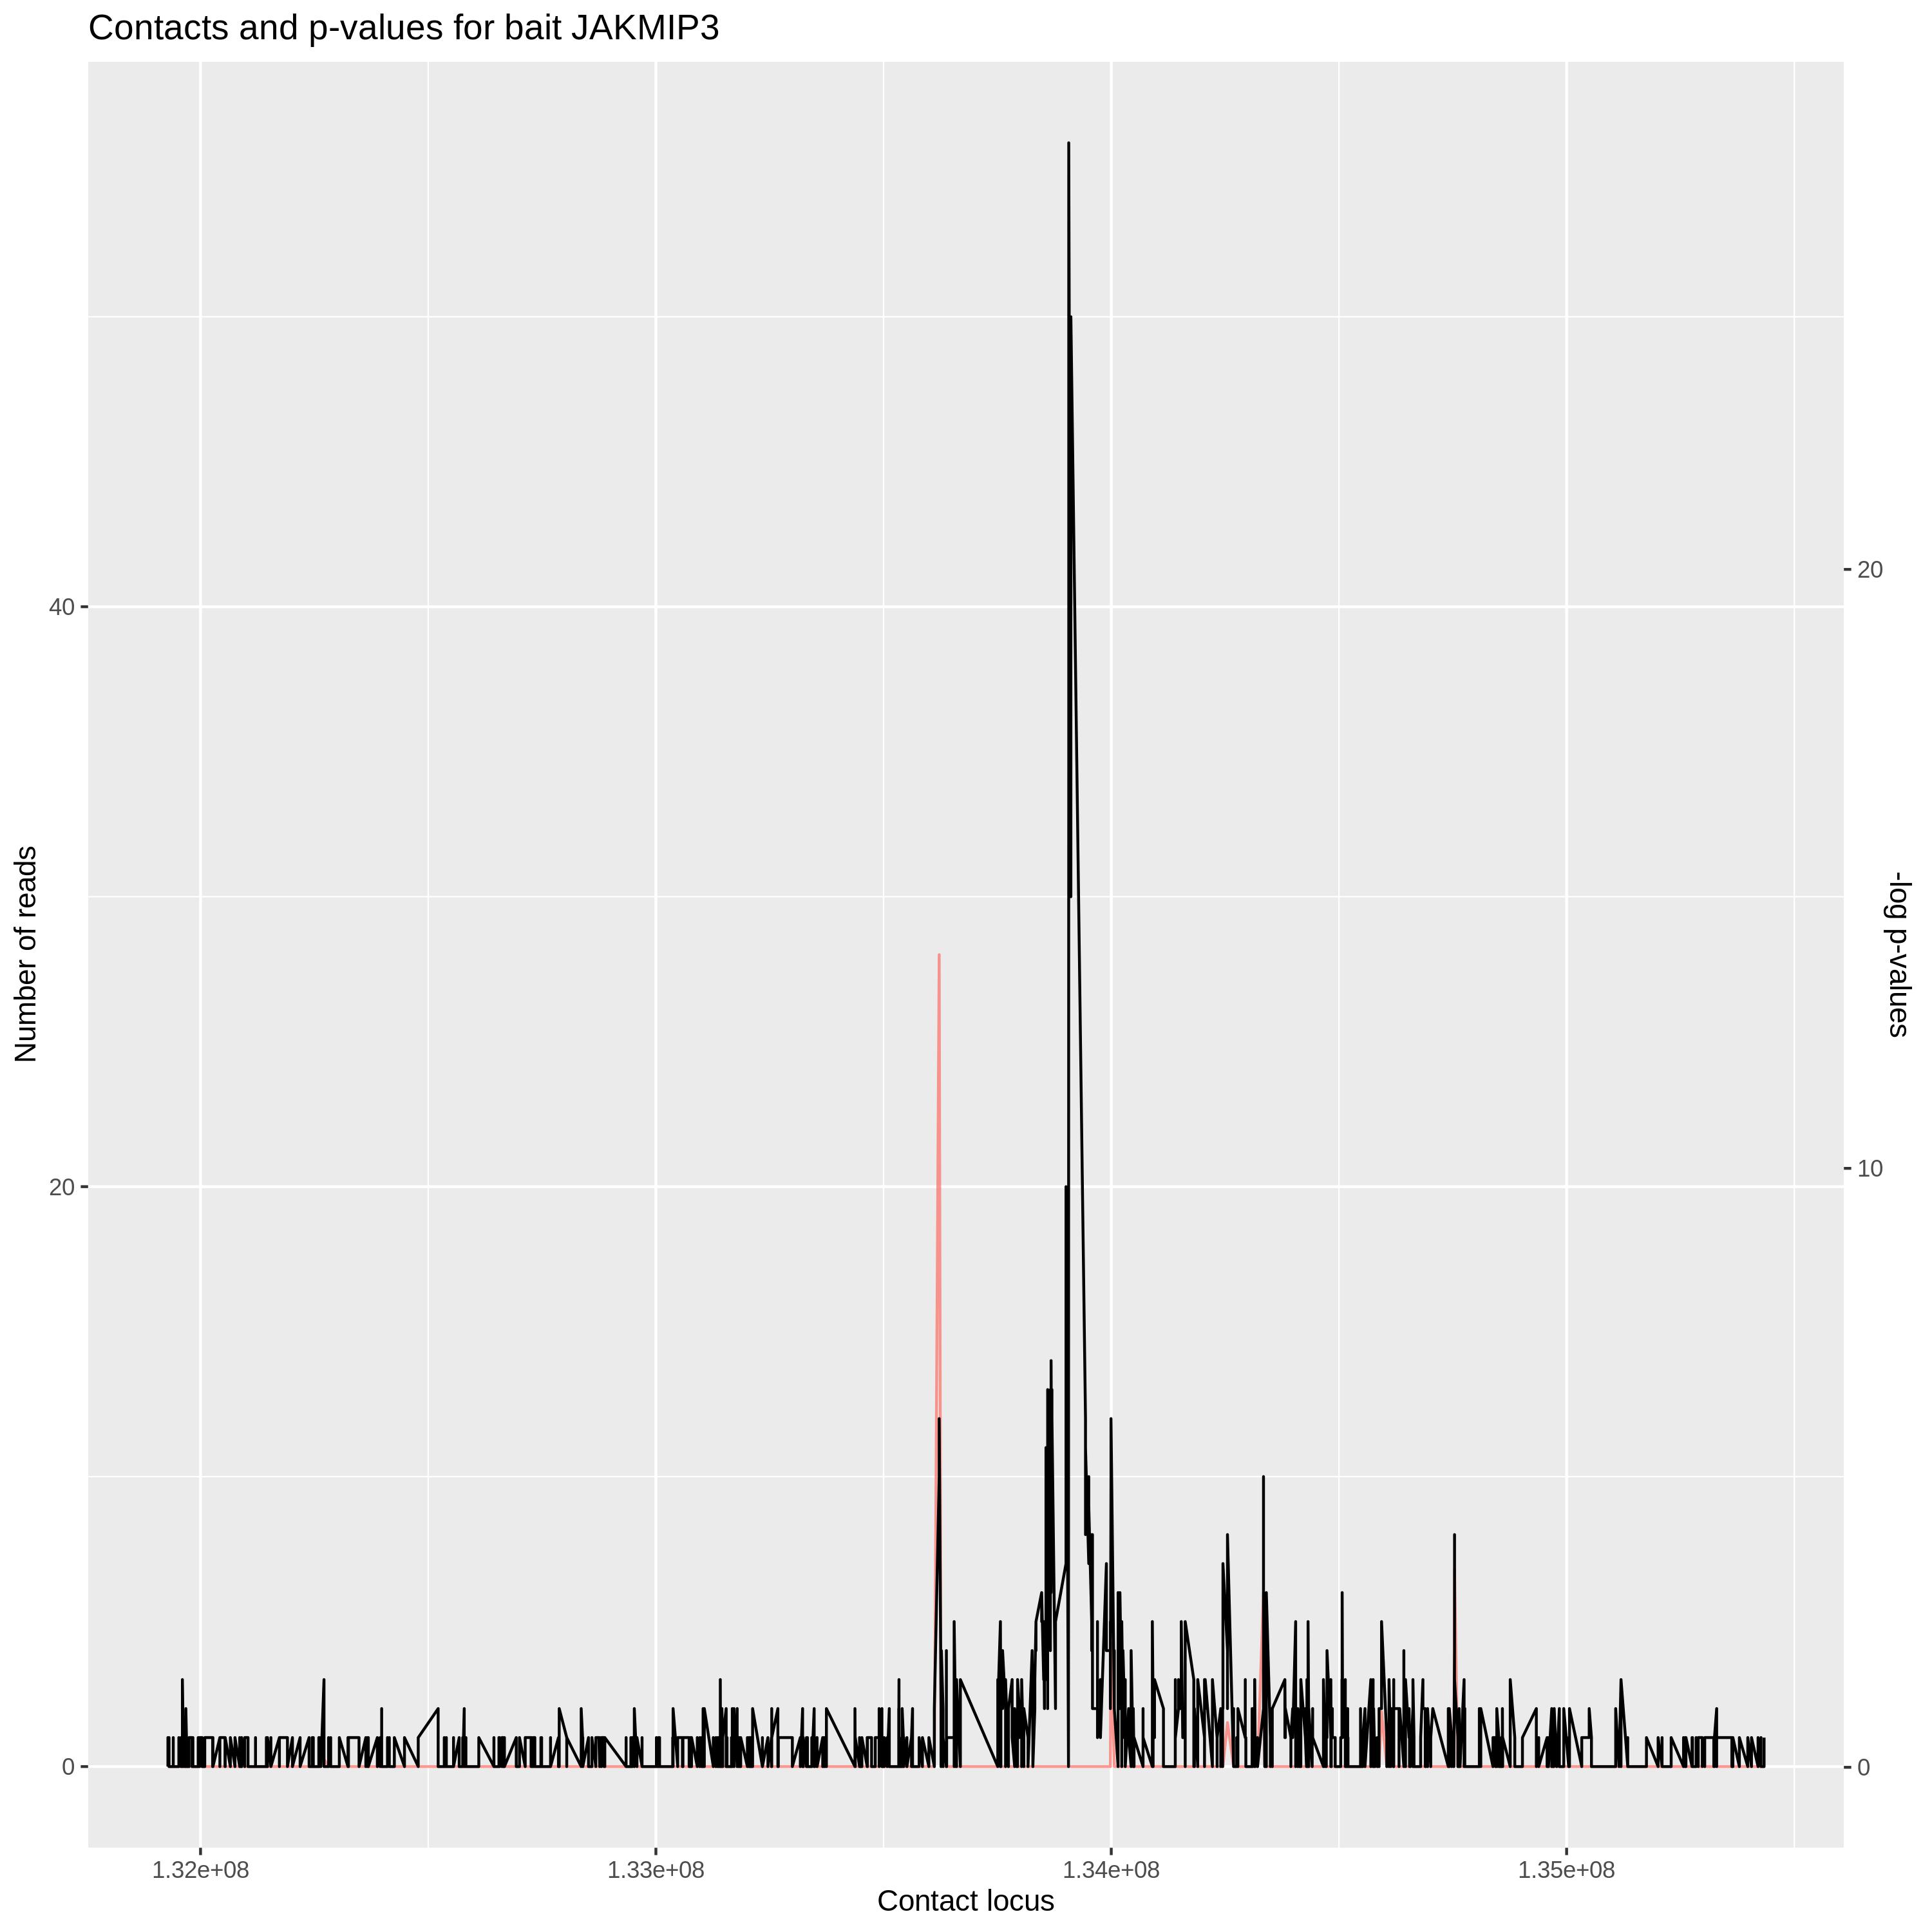 Contacts and p-values for bait JAKMIP3
Number of reads
40
20
0
20
10
0
-log p-values
1.32e+08
1.33e+08
1.34e+08
1.35e+08
Contact locus